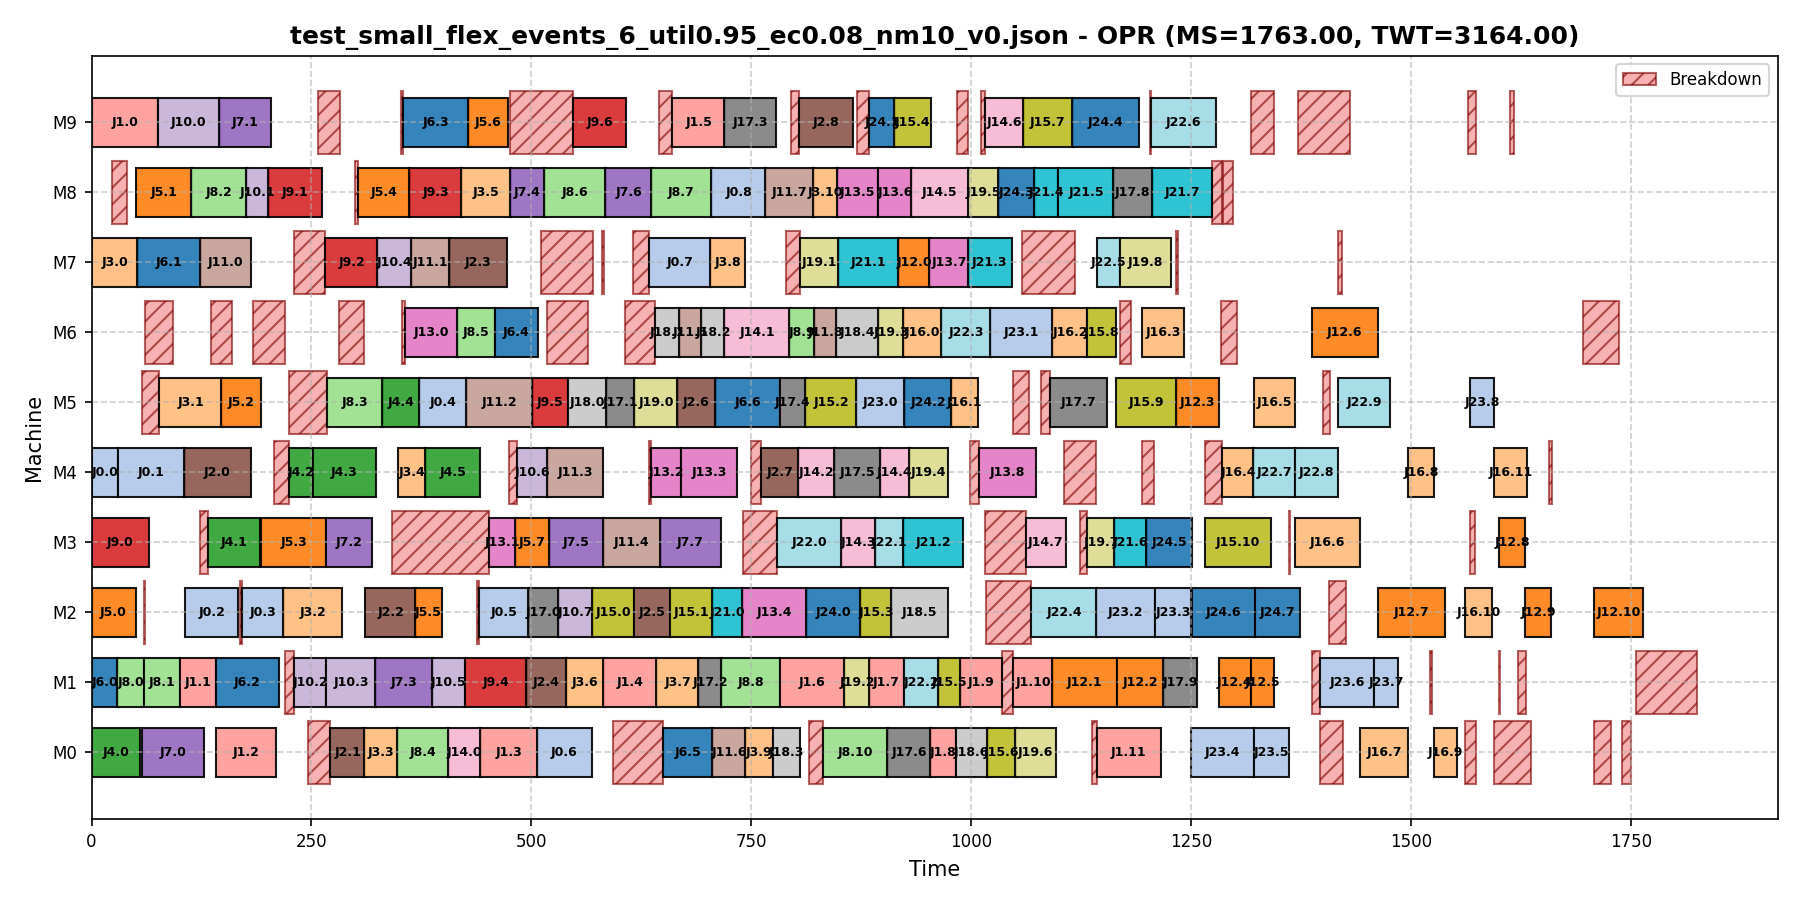 test_small_flex_events_6_util0.95_ec0.08_nm10_v0.json - OPR (MS=1763.00, TWT=3164.00)
Breakdown
M9 J1.0 J10.0 J7.1 J6.3 J5.6 J9.6 J1.5 J17.3 J2.8 J24.1 J15.4 J14.6 J15.7 J24.4 J22.6
M8 J5.1 J8.2 J10.1 J9.1 J5.4 J9.3 J3.5 J7.4 J8.6 J7.6 J8.7 J0.8 J11.7 J3.10 J13.5 J13.6 J14.5 J19.5 J24.3 J21.4 J21.5 J17.8 J21.7
M7 J3.0 J6.1 J11.0 J9.2 J10.4 J11.1 J2.3 J0.7 J3.8 J19.1 J21.1 J12.0 J13.7 J21.3 J22.5 J19.8
M6 J13.0 J8.5 J6.4 J18.2 J14.1 J8.9 J11.8 J18.4 J19.3 J16.0 J22.3 J23.1 J16.2 J15.8 J16.3 J12.6
M5 J3.1 J5.2 J8.3 J4.4 J0.4 J11.2 J9.5 J18.0 J17.1 J19.0 J2.6 J6.6 J17.4 J15.2 J23.0 J24.2 J16.1 J17.7 J15.9 J12.3 J16.5 J22.9 J23.8
M4 J0.0 J0.1 J2.0 J4.2 J4.3 J3.4 J4.5 J10.6 J11.3 J13.2 J13.3 J2.7 J14.2 J17.5 J14.4 J19.4 J13.8 J16.4 J22.7 J22.8 J16.8 J16.11
M3 J9.0 J4.1 J5.3 J7.2 J13.1 J5.7 J7.5 J11.4 J7.7 J22.0 J14.3 J22.1 J21.2 J14.7 J19.7 J21.6 J24.5 J15.10 J16.6 J12.8
M2 J5.0 J0.2 J0.3 J3.2 J2.2 J5.5 J0.5 J17.0 J10.7 J15.0 J2.5 J15.1 J21.0 J13.4 J24.0 J15.3 J18.5 J22.4 J23.2 J23.3 J24.6 J24.7 J12.7 J16.10 J12.9 J12.10
M1 J6.0 J8.0 J8.1 J1.1 J6.2 J10.2 J10.3 J7.3 J10.5 J9.4 J2.4 J3.6 J1.4 J3.7 J17.2 J8.8 J1.6 J19.2 J1.7 J22.2 J15.5 J1.9 J1.10 J12.1 J12.2 J17.9 J12.4 J12.5 J23.6 J23.7
M0 J4.0 J7.0 J1.2 J2.1 J3.3 J8.4 J14.0 J1.3 J0.6 J6.5 J11.6 J3.9 J18.3 J8.10 J17.6 J1.8 J18.6 J15.6 J19.6 J1.11 J23.4 J23.5 J16.7 J16.9
0 250 500 750 1000 1250 1500 1750
Time
Machine